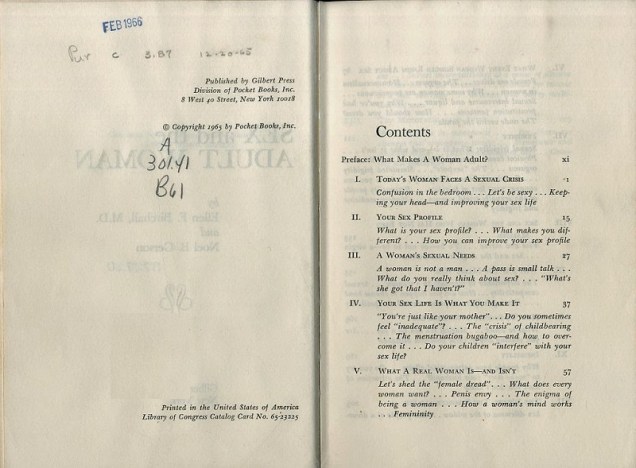 FEB 1966
Pur c 3.87 12-20-65
Published by Gilbert Press
Division of Pocket Books, Inc.
8 West 40 Street, New York 10018
© Copyright 1965 by Pocket Books, Inc.
A
301.41
B61
Printed in the United States of America
Library of Congress Catalog Card No. 65-23225
Contents
Preface: What Makes A Woman Adult? xi
I. Today's Woman Faces A Sexual Crisis 1
Confusion in the bedroom . . . Let's be sexy . . . Keep-
ing your head—and improving your sex life
II. Your Sex Profile 15
What is your sex profile? . . . What makes you dif-
ferent? . . . How you can improve your sex profile
III. A Woman's Sexual Needs 27
A woman is not a man . . . A pass is small talk . . .
What do you really think about sex? . . . "What's
she got that I haven't?"
IV. Your Sex Life Is What You Make It 37
"You're just like your mother" . . . Do you sometimes
feel "inadequate"? . . . The "crisis" of childbearing
. . . The menstruation bugaboo—and how to over-
come it . . . Do your children "interfere" with your
sex life?
V. What A Real Woman Is—and Isn't 57
Let's shed the "female dread" . . . What does every
woman want? . . . Penis envy . . . The enigma of
being a woman . . . How a woman's mind works
. . . Femininity